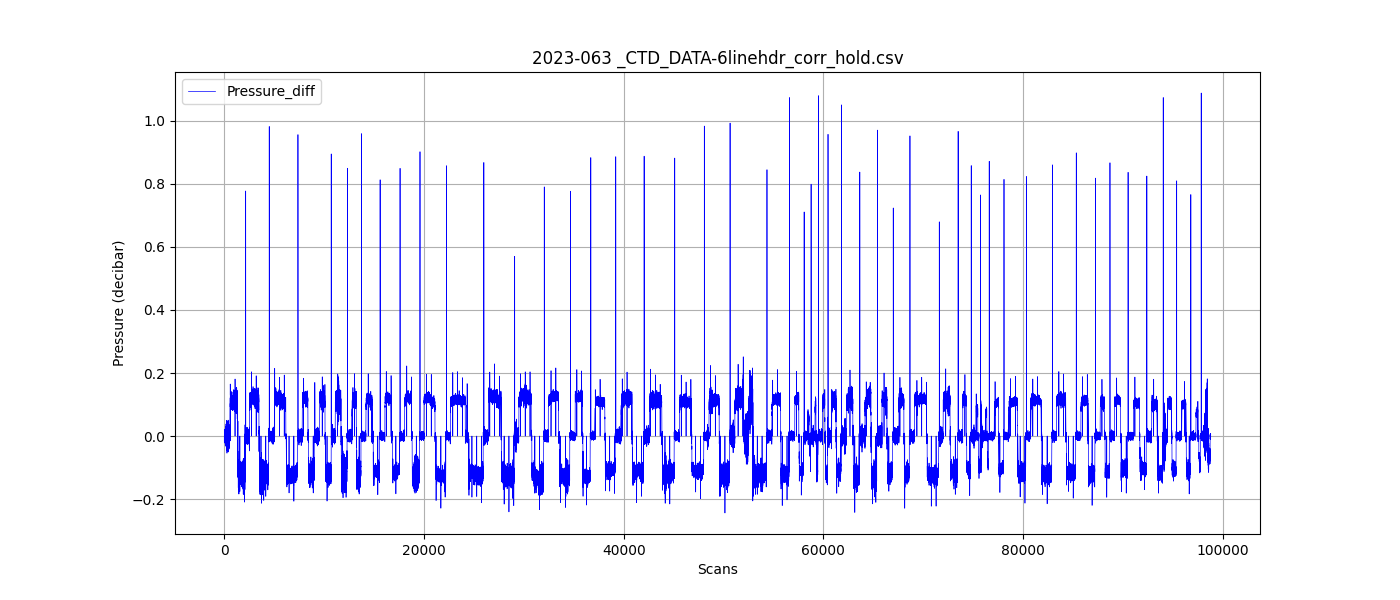 2023-063 _CTD_DATA-6linehdr_corr_hold.csv
Pressure_diff
Pressure (decibar)
1.0
0.8
0.6
0.4
0.2
0.0
−0.2
0 20000 40000 60000 80000 100000
Scans